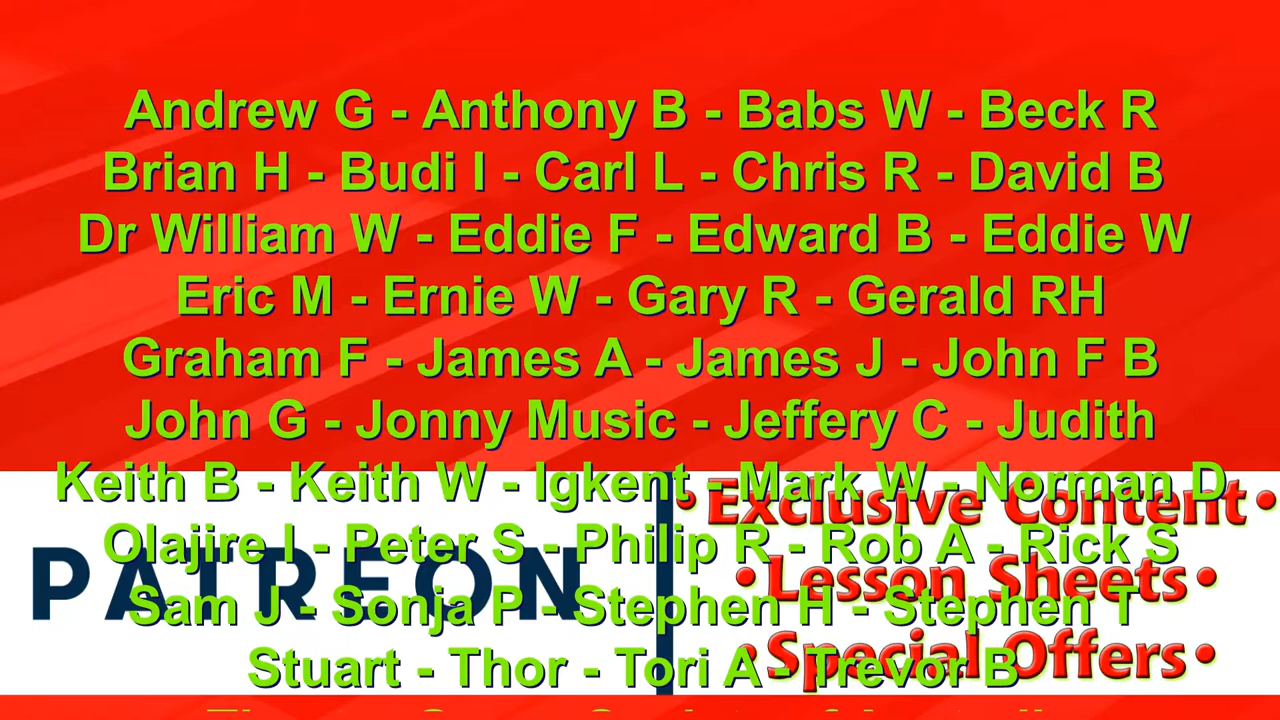 Andrew G - Anthony B - Babs W - Beck R
Brian H - Budi I - Carl L - Chris R - David B
Dr William W - Eddie F - Edward B - Eddie W
Eric M - Ernie W - Gary R - Gerald RH
Graham F - James A - James J - John F B
John G - Jonny Music - Jeffery C - Judith
Keith B - Keith W - Igkent - Mark W - Norman D
Olajire I - Peter S - Philip R - Rob A - Rick S
Sam J - Sonja P - Stephen H - Stephen T
Stuart - Thor - Tori A - Trevor B
PATREON
•Exclusive Content•
•Lesson Sheets•
•Special Offers•